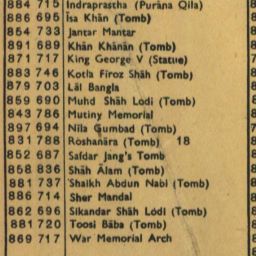 884 715 Indraprastha (Purāna Qila)
886 695 Īsa Khān (Tomb)
854 733 Jantar Mantar
891 689 Khān Khānān (Tomb)
871 717 King George V (Statue)
883 746 Kotla Fīroz Shāh (Tomb)
879 703 Lāl Bangla
859 690 Muhd Shāh Lodi (Tomb)
843 786 Mutiny Memorial
897 694 Nīla Gumbad (Tomb)
831 788 Roshanāra (Tomb) 18
852 687 Safdar Jang's Tomb
858 836 Shāh Ālam (Tomb)
881 737 Shaikh Abdun Nabi (Tomb)
886 714 Sher Mandal
862 696 Sikandar Shāh Lodi (Tomb)
881 720 Toosi Bāba (Tomb)
869 717 War Memorial Arch